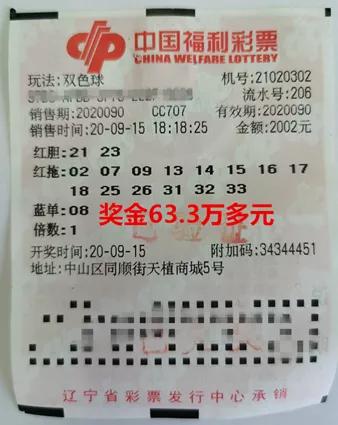 中国福利彩票
CHINA WELFARE LOTTERY
玩法:双色球 机号:21020302
流水号:206
销售期:2020090 CC707 有效期:2020090
销售时间:20-09-15 18:18:25 金额:2002元
红胆:21 23
红拖:02 07 09 13 14 15 16 17
18 25 26 31 32 33
蓝单:08 奖金63.3万多元
倍数:1
开奖时间:20-09-15 附加码:34344451
地址:中山区同顺街天植商城5号
辽宁省彩票发行中心承销